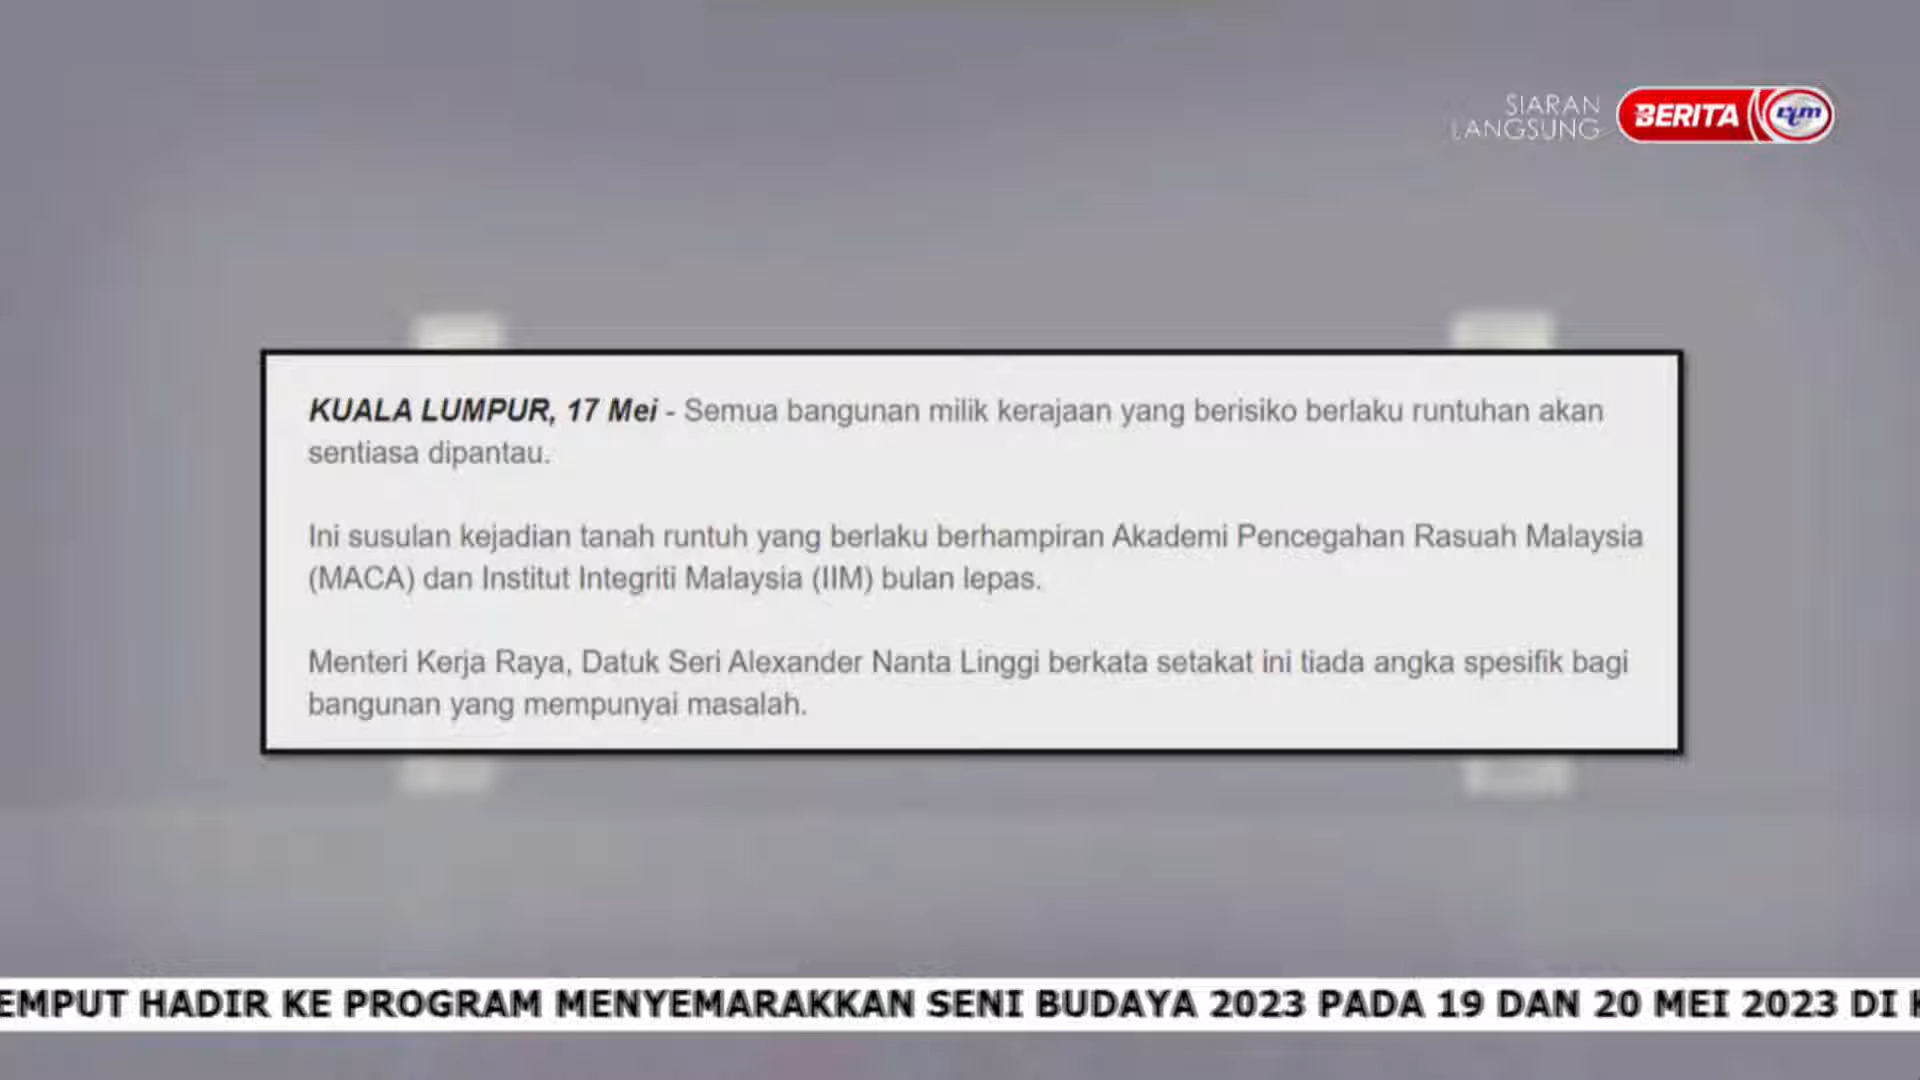 SIARAN
LANGSUNG
BERITA rtm
KUALA LUMPUR, 17 Mei - Semua bangunan milik kerajaan yang berisiko berlaku runtuhan akan
sentiasa dipantau.
Ini susulan kejadian tanah runtuh yang berlaku berhampiran Akademi Pencegahan Rasuah Malaysia
(MACA) dan Institut Integriti Malaysia (IIM) bulan lepas.
Menteri Kerja Raya, Datuk Seri Alexander Nanta Linggi berkata setakat ini tiada angka spesifik bagi
bangunan yang mempunyai masalah.
EMPUT HADIR KE PROGRAM MENYEMARAKKAN SENI BUDAYA 2023 PADA 19 DAN 20 MEI 2023 DI